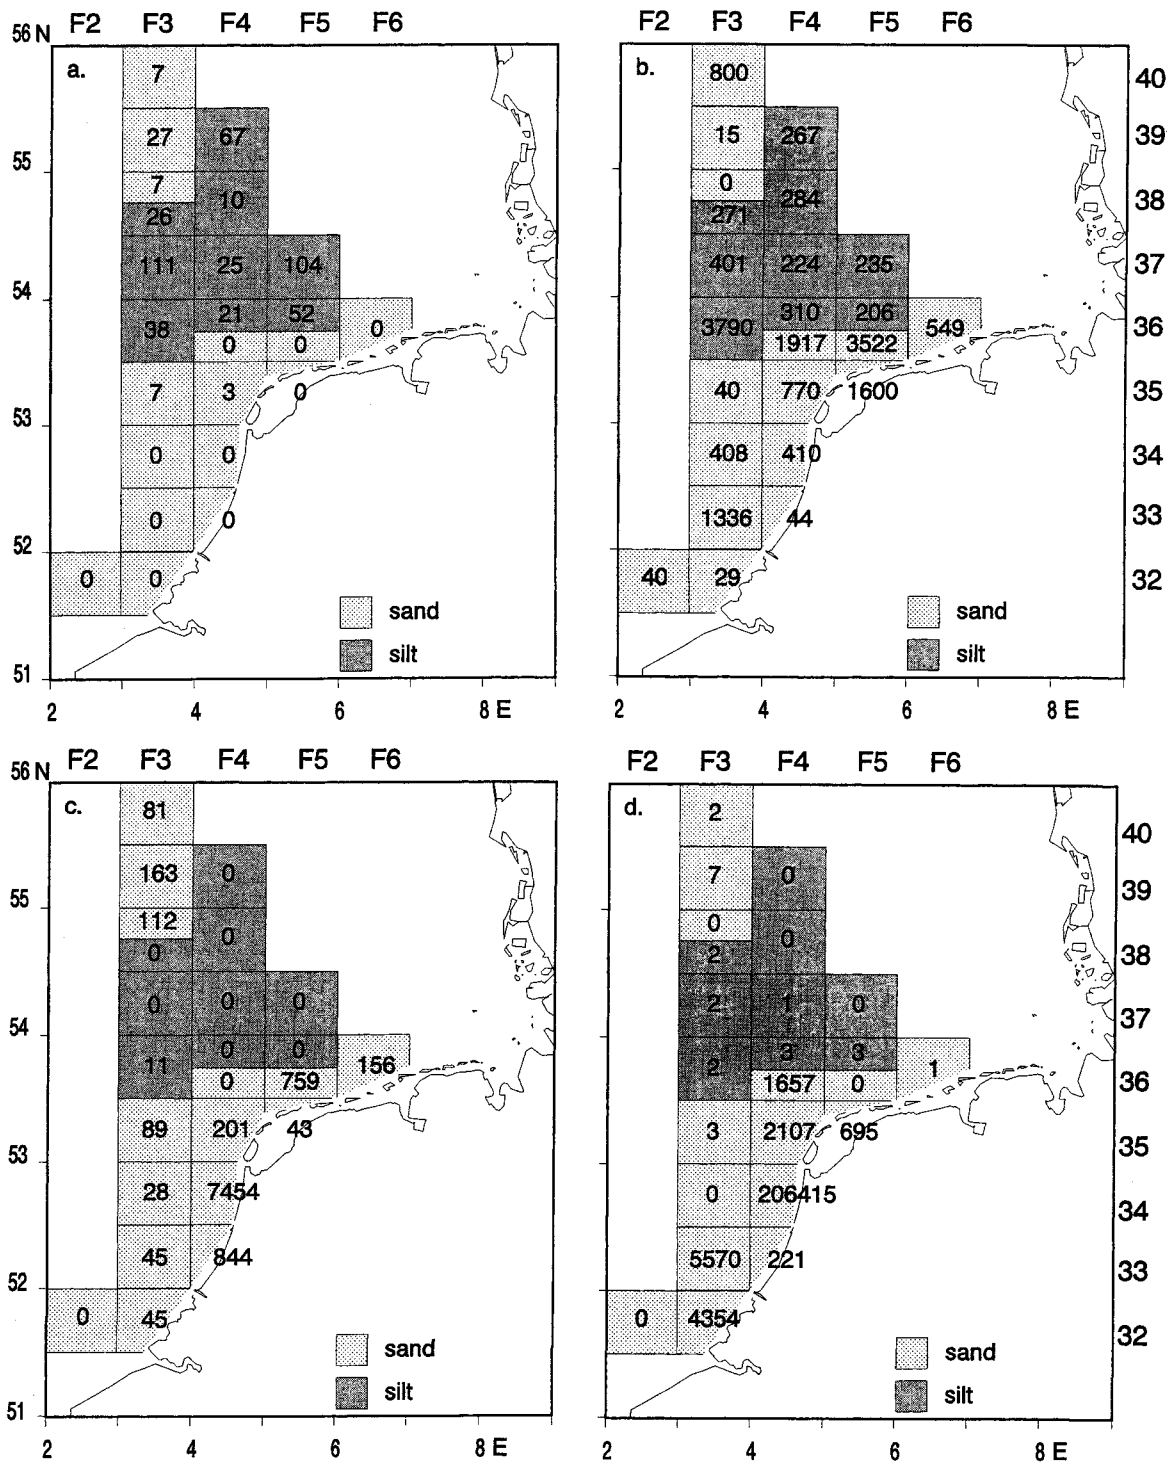 F2 F3 F4 F5 F6 F2 F3 F4 F5 F6
56 N
a. 7 b. 800 40
27 67 15 267 39
55
7 0
10 284 38
26 271
111 25 104 401 224 235 37
54
21 52 310 206
38 0 3790 549 36
0 0 1917 3522
7 3 0 40 770 1600 35
53
0 0 408 410 34
0 0 1336 44 33
52
0 0 40 29 32
sand sand
silt silt
51
2 4 6 8 E 2 4 6 8 E
F2 F3 F4 F5 F6 F2 F3 F4 F5 F6
56 N
c. 81 d. 2 40
163 0 7 0 39
55
112 0
0 0
0 2 38
0 0 0 2 1 0 37
54
0 0 3 3
11 156 2 1
0 759 1657 0 36
89 201 43 3 2107 695 35
53
28 7454 0 206415 34
45 844 5570 221 33
52
0 45 0 4354 32
sand sand
silt silt
51
2 4 6 8 E 2 4 6 8 E